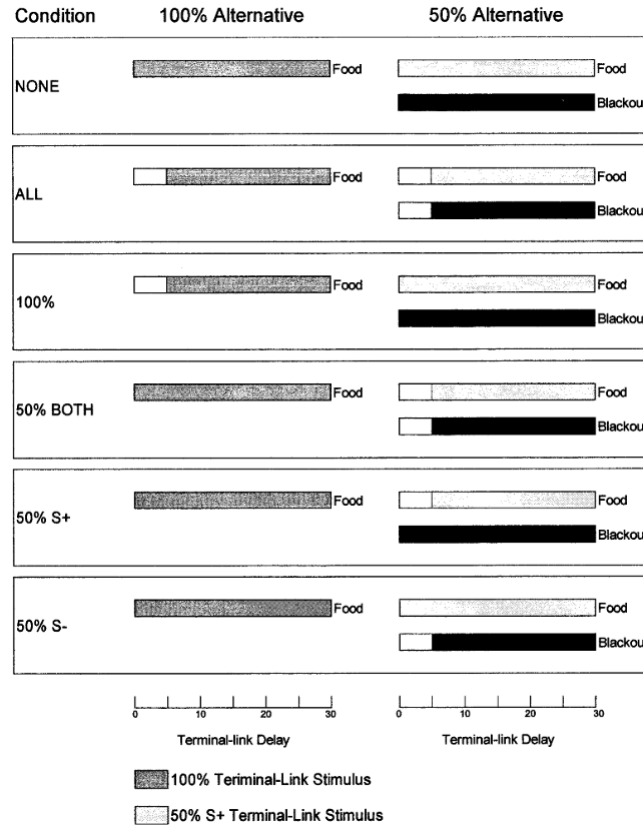 Condition 100% Alternative 50% Alternative
NONE Food Food
Blackout
ALL Food Food
Blackou
100% Food Food
Blackou
50% BOTH Food Food
Blackou
50% S+ Food Food
Blackou
50% S- Food Food
Blackou
0 10 20 30 0 10 20 30
Terminal-link Delay Terminal-link Delay
100% Teriminal-Link Stimulus
50% S+ Terminal-Link Stimulus